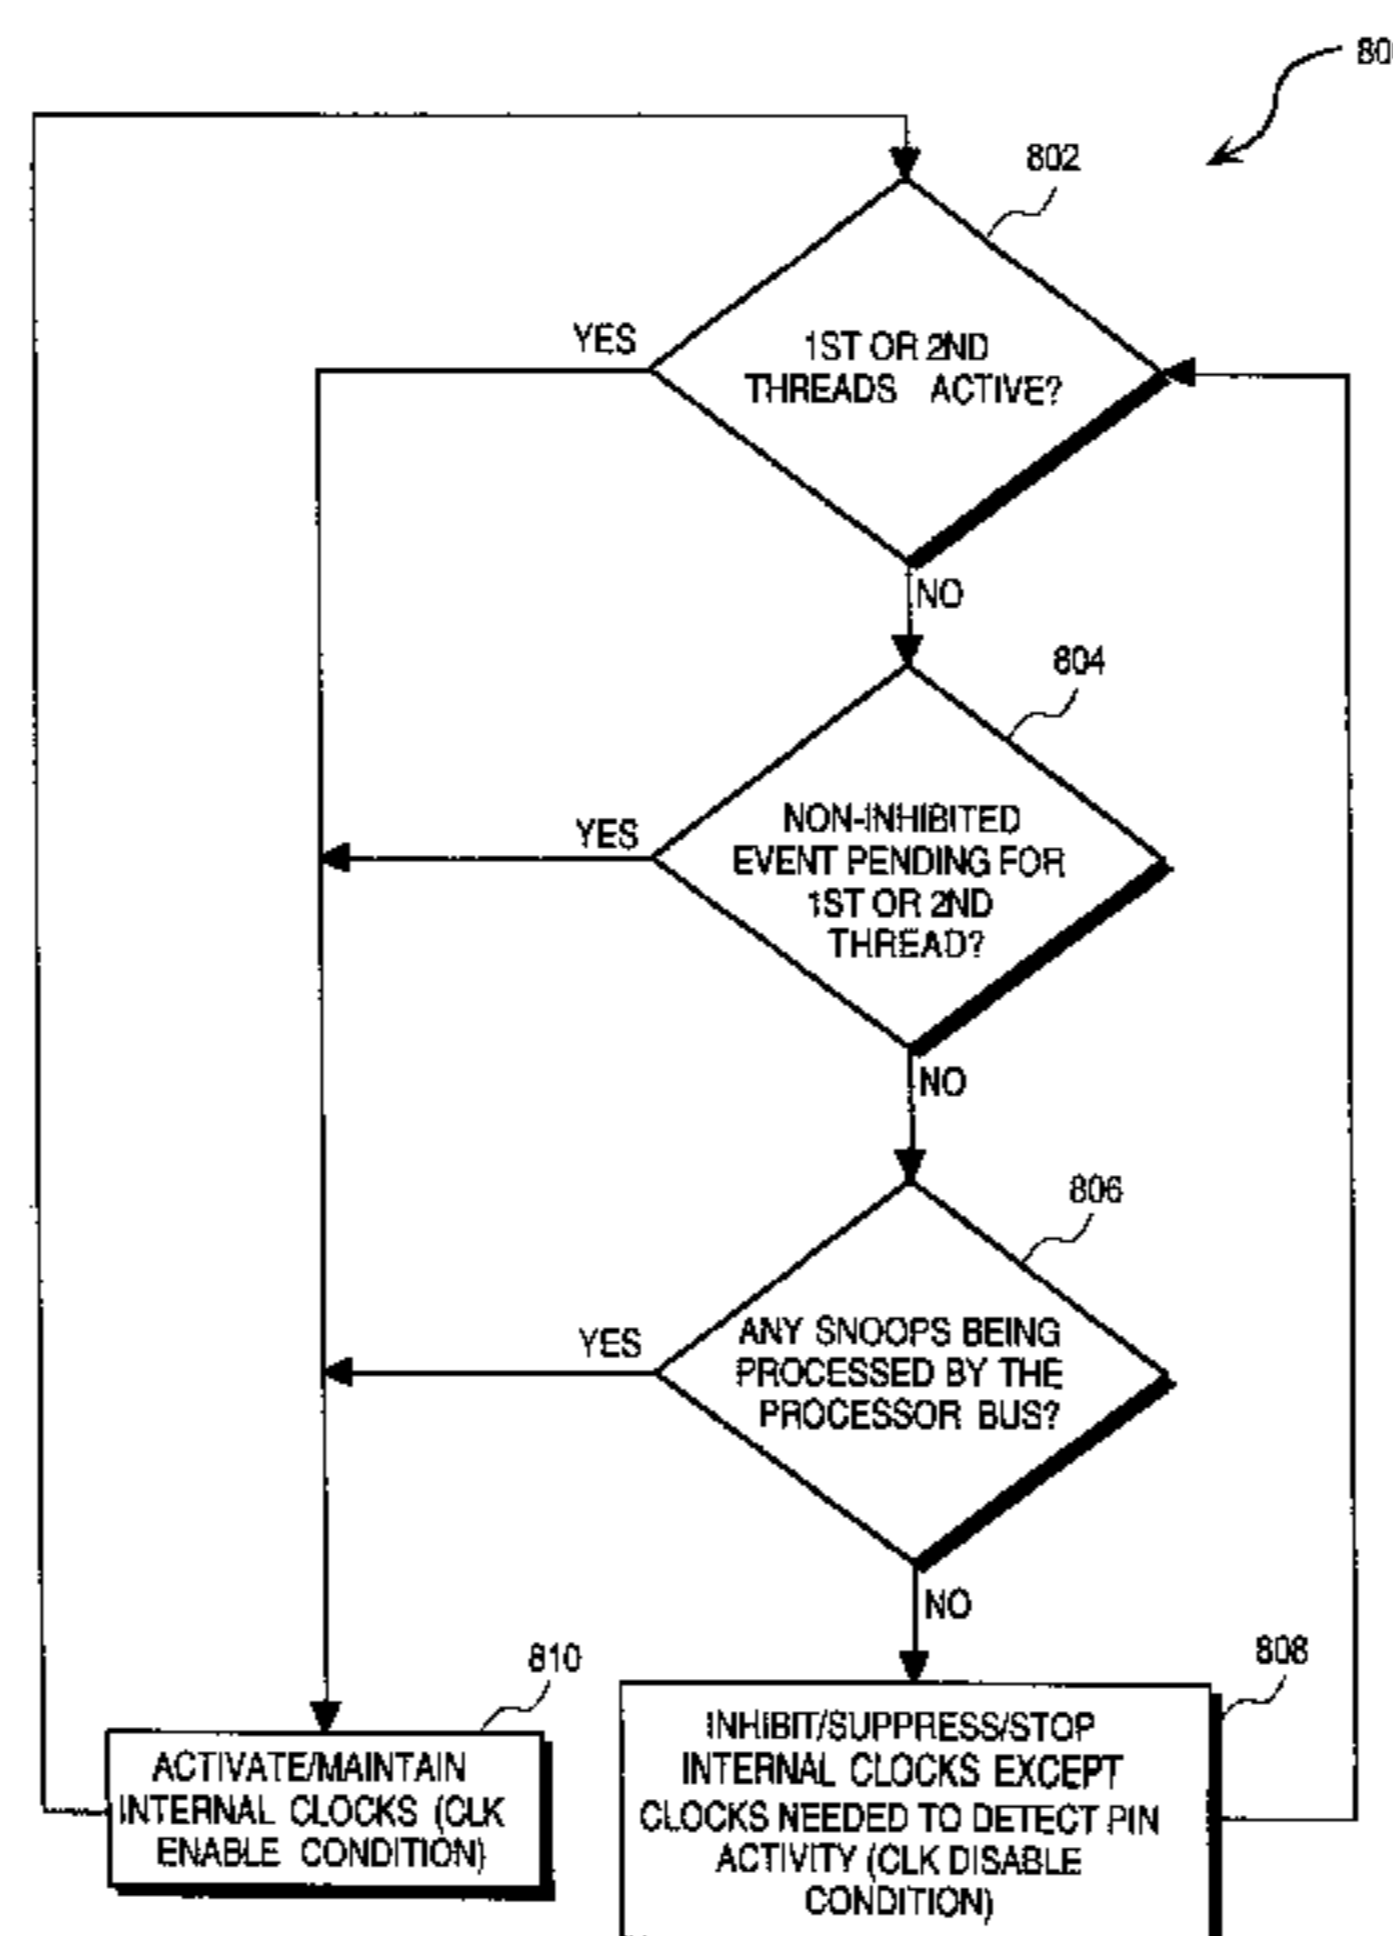 80
802
YES
1ST OR 2ND
THREADS ACTIVE?
NO
804
YES
NON-INHIBITED
EVENT PENDING FOR
1ST OR 2ND
THREAD?
NO
806
YES
ANY SNOOPS BEING
PROCESSED BY THE
PROCESSOR BUS?
NO
810
808
ACTIVATE/MAINTAIN
INTERNAL CLOCKS (CLK
ENABLE CONDITION)
INHIBIT/SUPPRESS/STOP
INTERNAL CLOCKS EXCEPT
CLOCKS NEEDED TO DETECT PIN
ACTIVITY (CLK DISABLE
CONDITION)